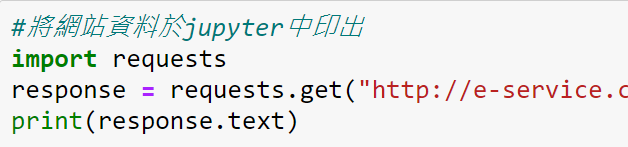 #將網站資料於jupyter中印出
import requests
response = requests.get("http://e-service.c
print(response.text)